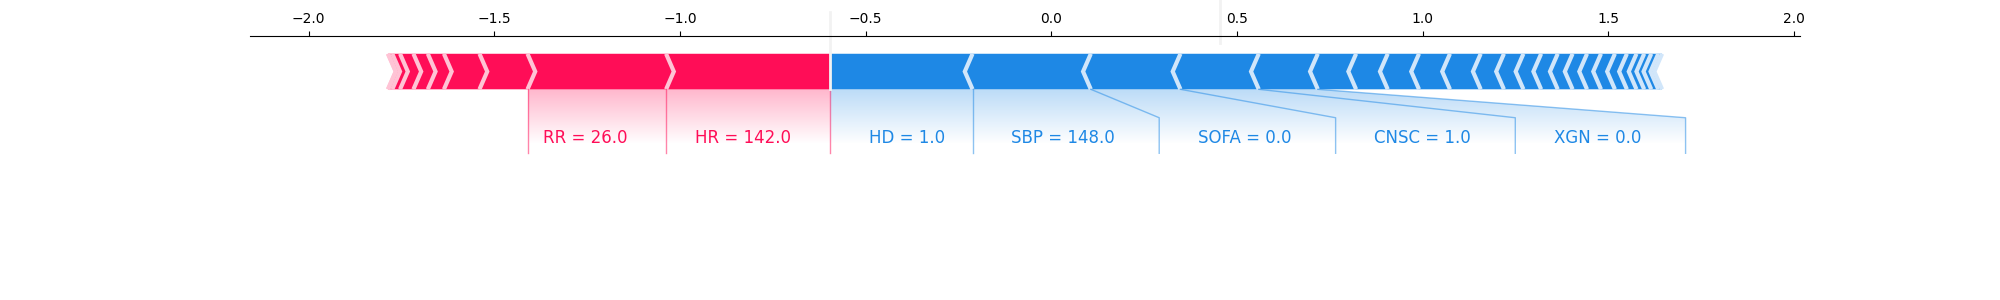 −2.0 −1.5 −1.0 −0.5 0.0 0.5 1.0 1.5 2.0
RR = 26.0 HR = 142.0 HD = 1.0 SBP = 148.0 SOFA = 0.0 CNSC = 1.0 XGN = 0.0